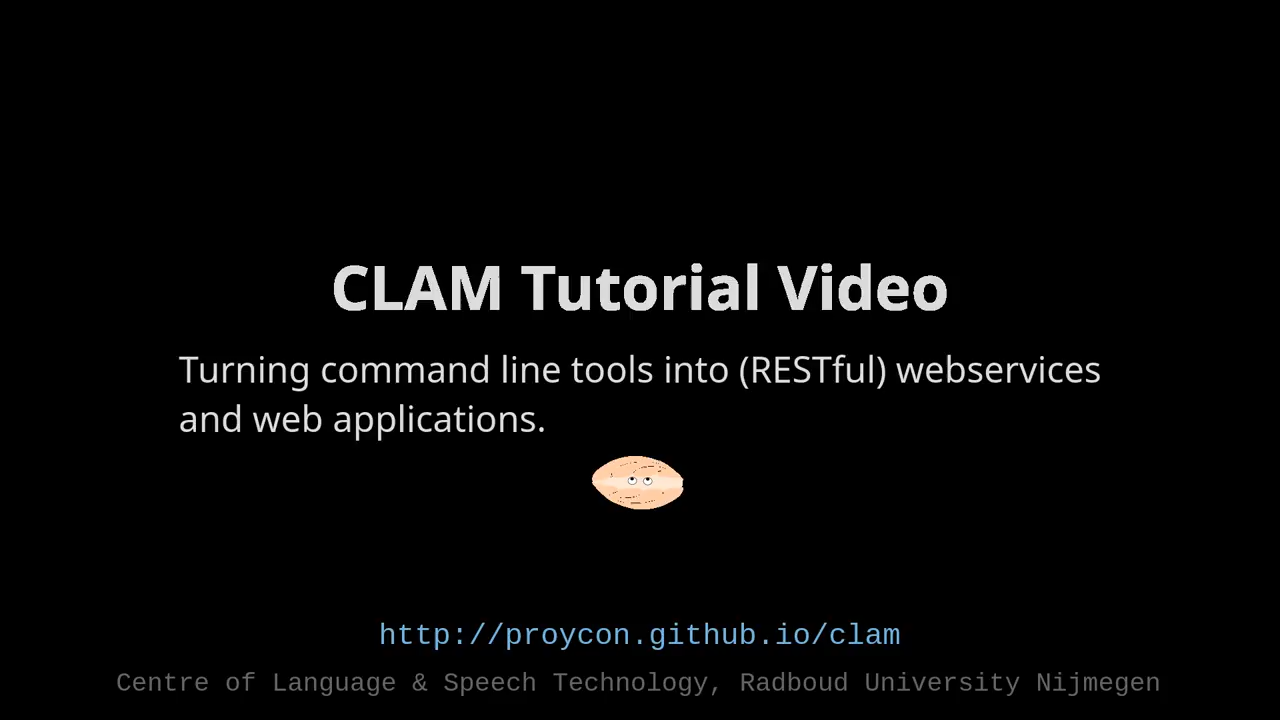 CLAM Tutorial Video
Turning command line tools into (RESTful) webservices
and web applications.
http://proycon.github.io/clam
Centre of Language & Speech Technology, Radboud University Nijmegen